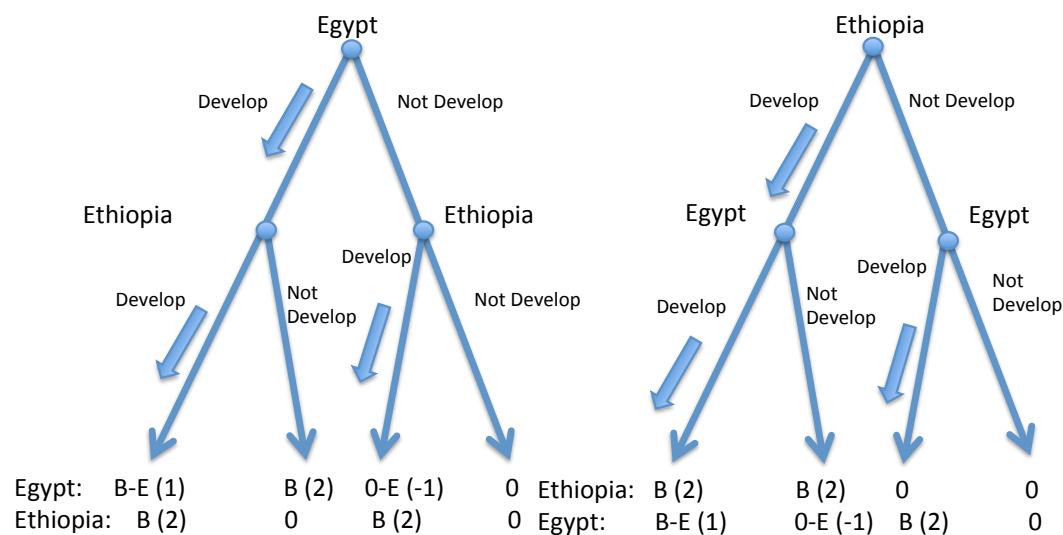 Egypt
Develop
Not Develop
Ethiopia
Ethiopia
Develop
Develop
Not
Develop
Not Develop
Egypt: B-E (1) B (2) 0-E (-1) 0
Ethiopia: B (2) 0 B (2) 0
Ethiopia
Develop
Not Develop
Egypt
Egypt
Develop
Develop
Not
Develop
Not
Develop
Ethiopia: B (2) B (2) 0 0
Egypt: B-E (1) 0-E (-1) B (2) 0